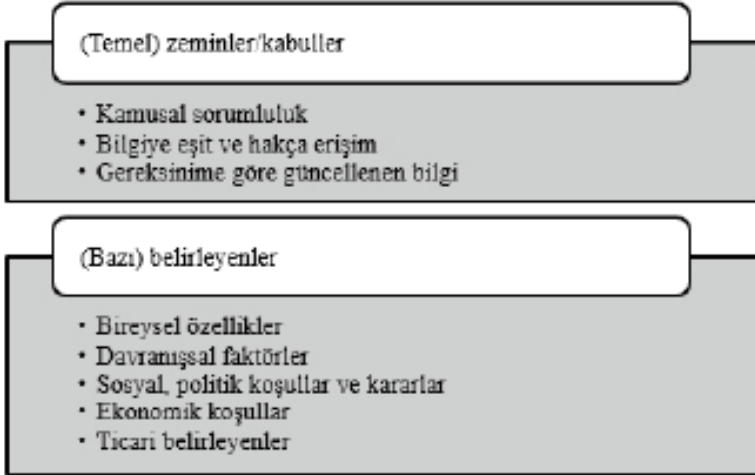 (Temel) zeminler/kabuller
• Kamusal sorumluluk
• Bilgiye eşit ve hakça erişim
• Gereksinime göre güncellenen bilgi
(Bazı) belirleyenler
• Bireysel özellikler
• Davranışsal faktörler
• Sosyal, politik koşullar ve kararlar
• Ekonomik koşullar
• Ticari belirleyenler